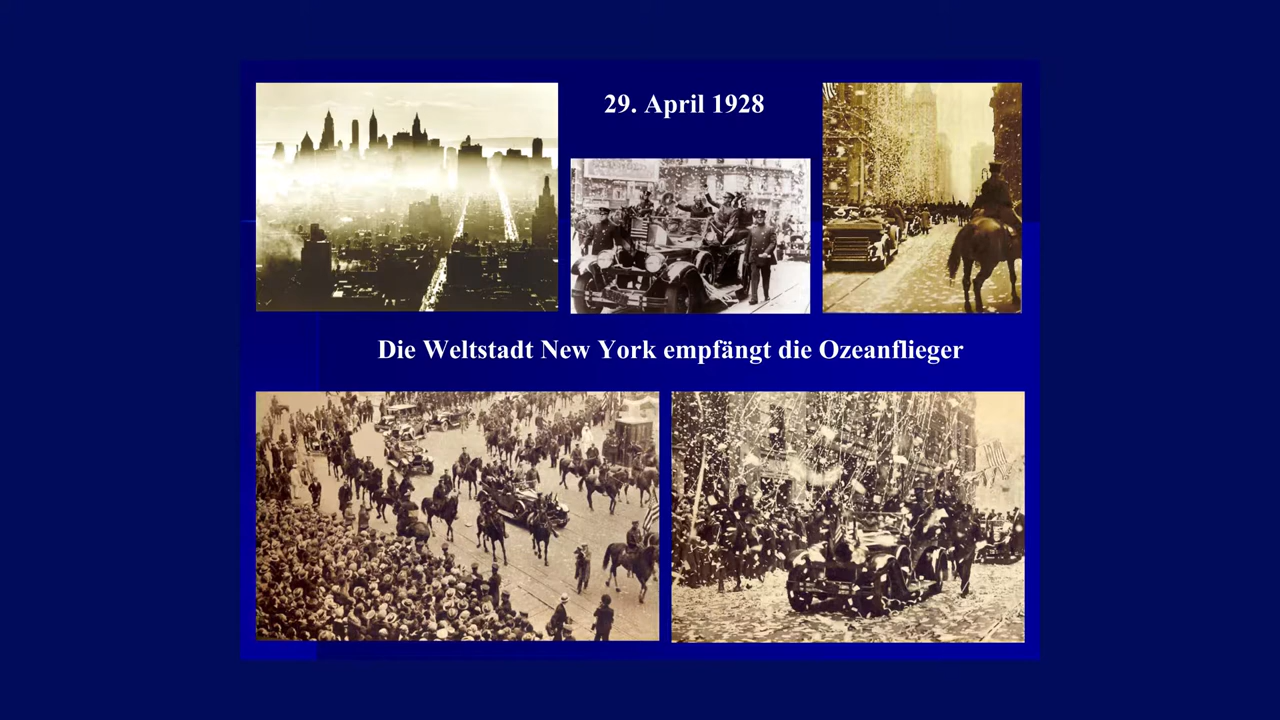 29. April 1928
Die Weltstadt New York empfängt die Ozeanflieger